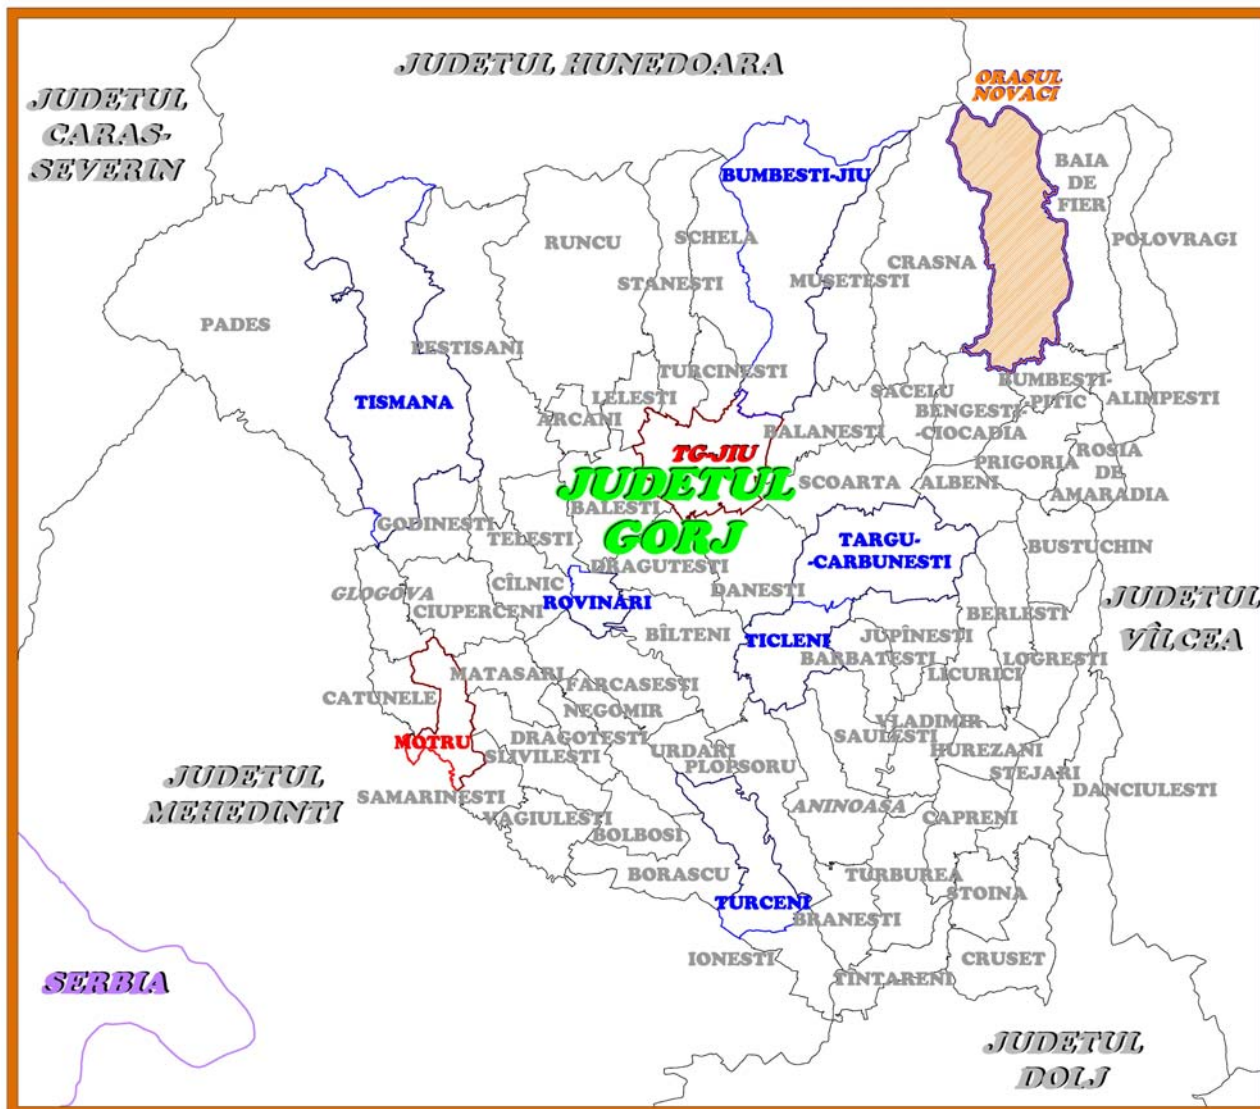 JUDETUL HUNEDOARA
ORASUL
NOVACI
JUDETUL
CARAS-
SEVERIN
BUMBESTI-JIU
BAIA
DE
FIER
RUNCU
SCHELA
POLOVRAGI
CRASNA
STANESTI
MUSETESTI
PADES
PESTISANI
TURCINESTI
TISMANA
LELESTI
SACELU
BUMBESTI-
-PITIC
ALIMPESTI
ARCANI
BENGESTI-
-CIOCADIA
BALANESTI
TG-JIU
ROSIA
DE
AMARADIA
PRIGORIA
SCOARTA
ALBENI
JUDETUL
GORJ
BALESTI
GODINESTI
TELESTI
TARGU-
-CARBUNESTI
BUSTUCHIN
DRAGUTESTI
CÎLNIC
DANESTI
GLOGOVA
CIUPERCENI
ROVINARI
BERLESTI
JUDETUL
VÎLCEA
BÎLTENI
TICLENI
JUPÎNESTI
BARBATESTI
LICURICI
LOGRESTI
MATASARI
FARCASESTI
CATUNELE
NEGOMIR
VLADIMIR
MOTRU
DRAGOTESTI
SAULESTI
SLIVILESTI
URDARI
PLOPSORU
HUREZANI
STEJARI
JUDETUL
MEHEDINTI
DANCIULESTI
SAMARINESTI
ANINOASA
VAGIULESTI
CAPRENI
BOLBOSI
BORASCU
TURBUREA
STOINA
TURCENI
BRANESTI
IONESTI
CRUSET
TINTARENI
SERBIA
JUDETUL
DOLJ